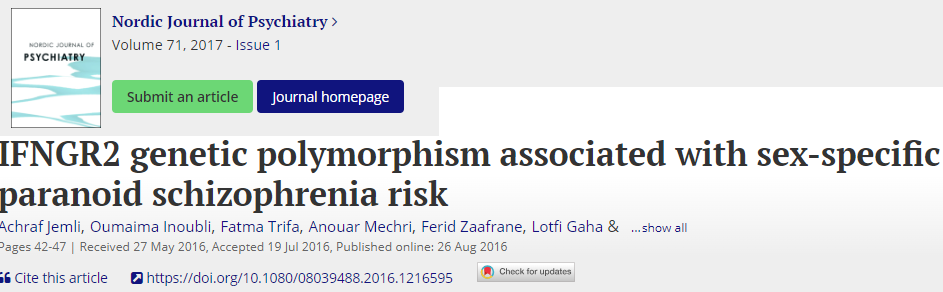 NORDIC JOURNAL OF
PSYCHIATRY
Nordic Journal of Psychiatry >
Volume 71, 2017 - Issue 1
Submit an article
Journal homepage
IFNGR2 genetic polymorphism associated with sex-specific
paranoid schizophrenia risk
Achraf Jemli, Oumaima Inoubli, Fatma Trifa, Anouar Mechri, Ferid Zaafrane, Lotfi Gaha & ...show all
Pages 42-47 | Received 27 May 2016, Accepted 19 Jul 2016, Published online: 26 Aug 2016
Cite this article
https://doi.org/10.1080/08039488.2016.1216595
Check for updates